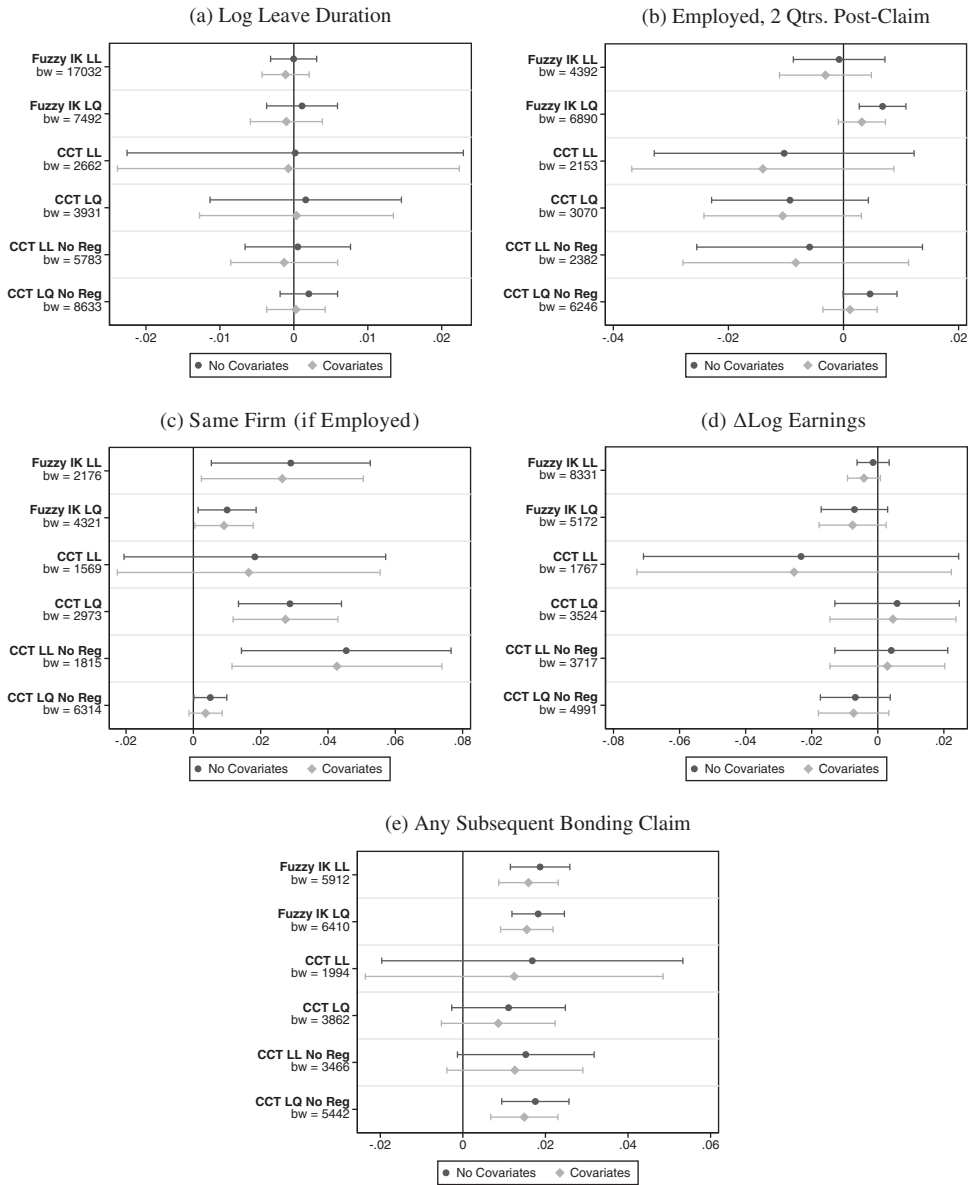 (a) Log Leave Duration
Fuzzy IK LL
bw = 17032
Fuzzy IK LQ
bw = 7492
CCT LL
bw = 2662
CCT LQ
bw = 3931
CCT LL No Reg
bw = 5783
CCT LQ No Reg
bw = 8633
-.02 -.01 0 .01 .02
No Covariates Covariates
(b) Employed, 2 Qtrs. Post-Claim
Fuzzy IK LL
bw = 4392
Fuzzy IK LQ
bw = 6890
CCT LL
bw = 2153
CCT LQ
bw = 3070
CCT LL No Reg
bw = 2382
CCT LQ No Reg
bw = 6246
-.04 -.02 0 .02
No Covariates Covariates
(c) Same Firm (if Employed)
Fuzzy IK LL
bw = 2176
Fuzzy IK LQ
bw = 4321
CCT LL
bw = 1569
CCT LQ
bw = 2973
CCT LL No Reg
bw = 1815
CCT LQ No Reg
bw = 6314
-.02 0 .02 .04 .06 .08
No Covariates Covariates
(d) ΔLog Earnings
Fuzzy IK LL
bw = 8331
Fuzzy IK LQ
bw = 5172
CCT LL
bw = 1767
CCT LQ
bw = 3524
CCT LL No Reg
bw = 3717
CCT LQ No Reg
bw = 4991
-.08 -.06 -.04 -.02 0 .02
No Covariates Covariates
(e) Any Subsequent Bonding Claim
Fuzzy IK LL
bw = 5912
Fuzzy IK LQ
bw = 6410
CCT LL
bw = 1994
CCT LQ
bw = 3862
CCT LL No Reg
bw = 3466
CCT LQ No Reg
bw = 5442
-.02 0 .02 .04 .06
No Covariates Covariates